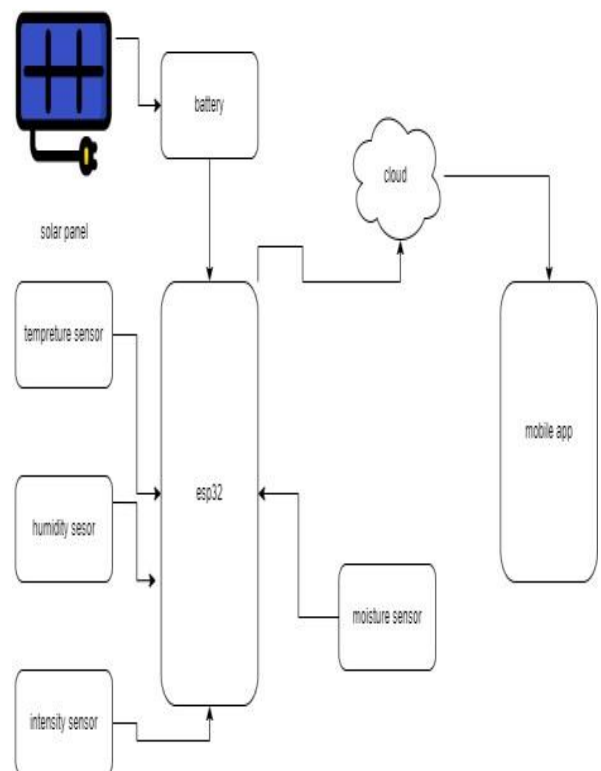 battery
cloud
solar panel
tempreture sensor
mobile app
esp32
humidity sesor
moisture sensor
intensity sensor